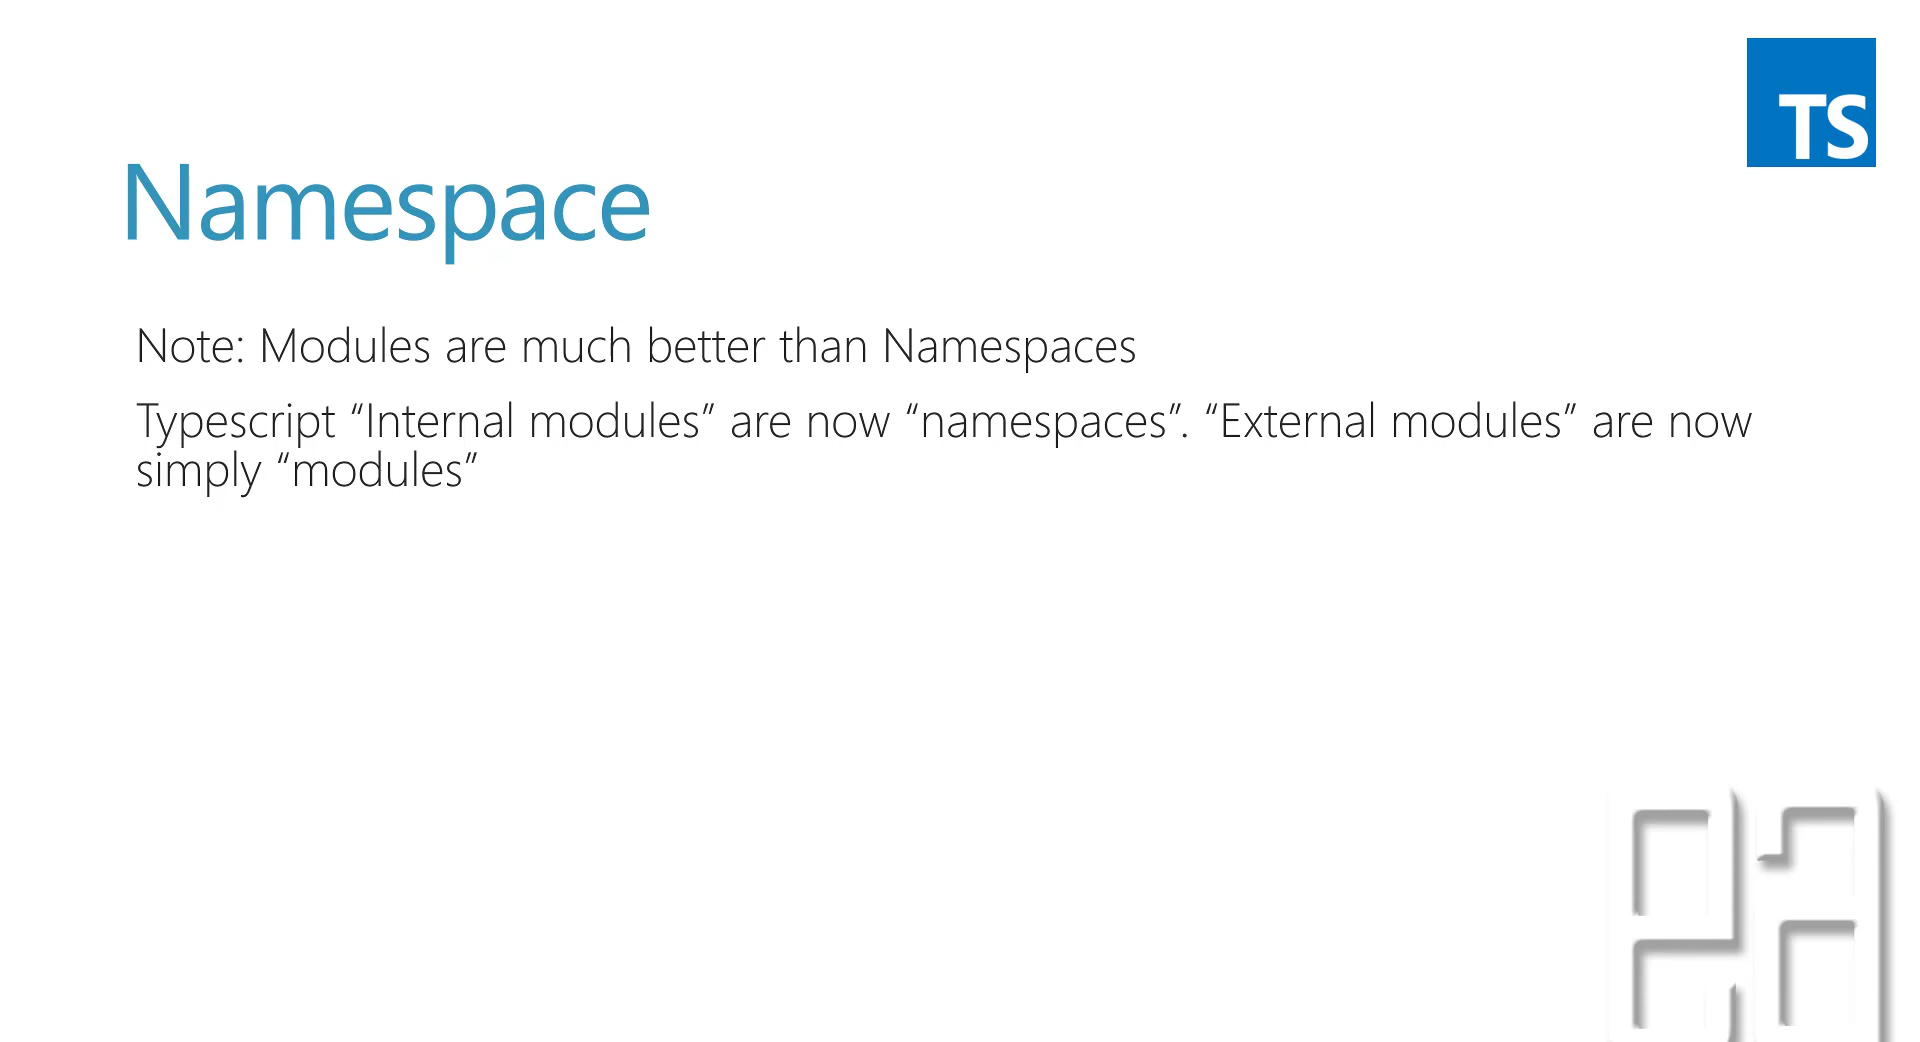 TS
Namespace
Note: Modules are much better than Namespaces
Typescript “Internal modules” are now “namespaces”. “External modules” are now
simply “modules”